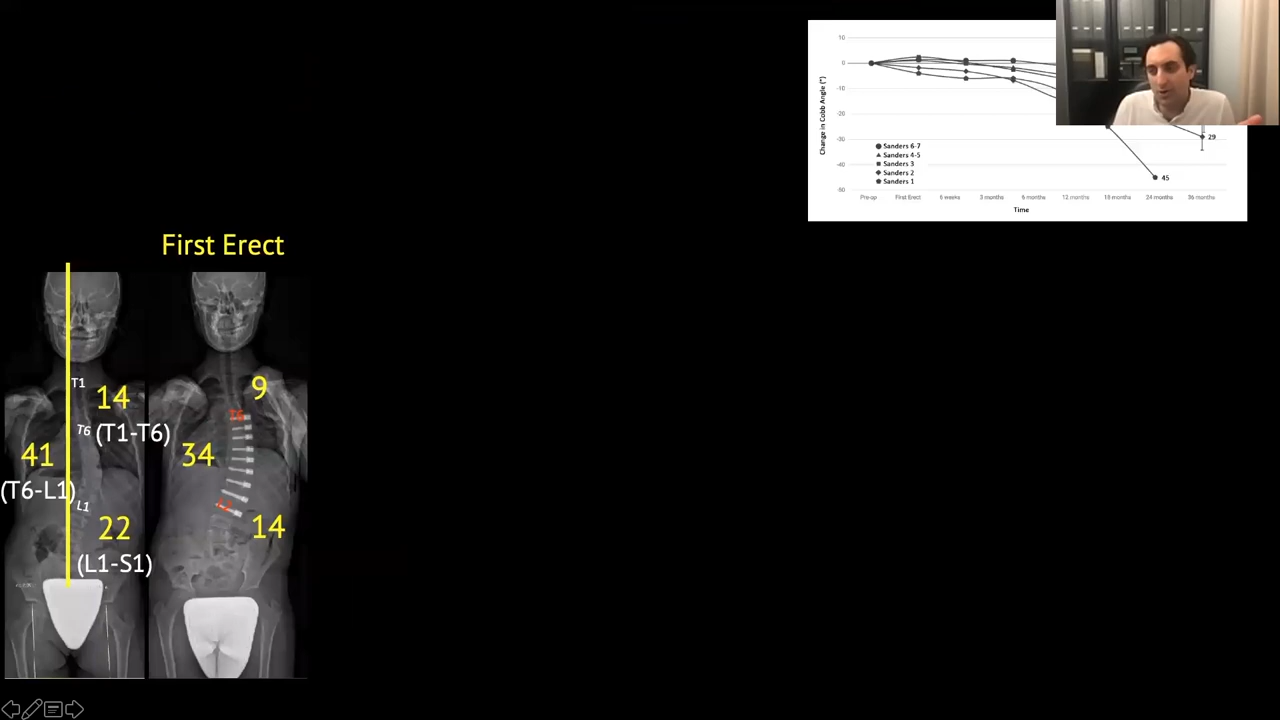 10
0
-10
-20
-30
-40
-50
Change in Cobb Angle (°)
Sanders 6-7
Sanders 4-5
Sanders 3
Sanders 2
Sanders 1
29
45
Pre-op First Erect 6 weeks 3 months 6 months 12 months 18 months 24 months 36 months
Time
First Erect
T1
14
T6 (T1-T6)
41
(T6-L1)
L1
22
(L1-S1)
9
T6
34
14